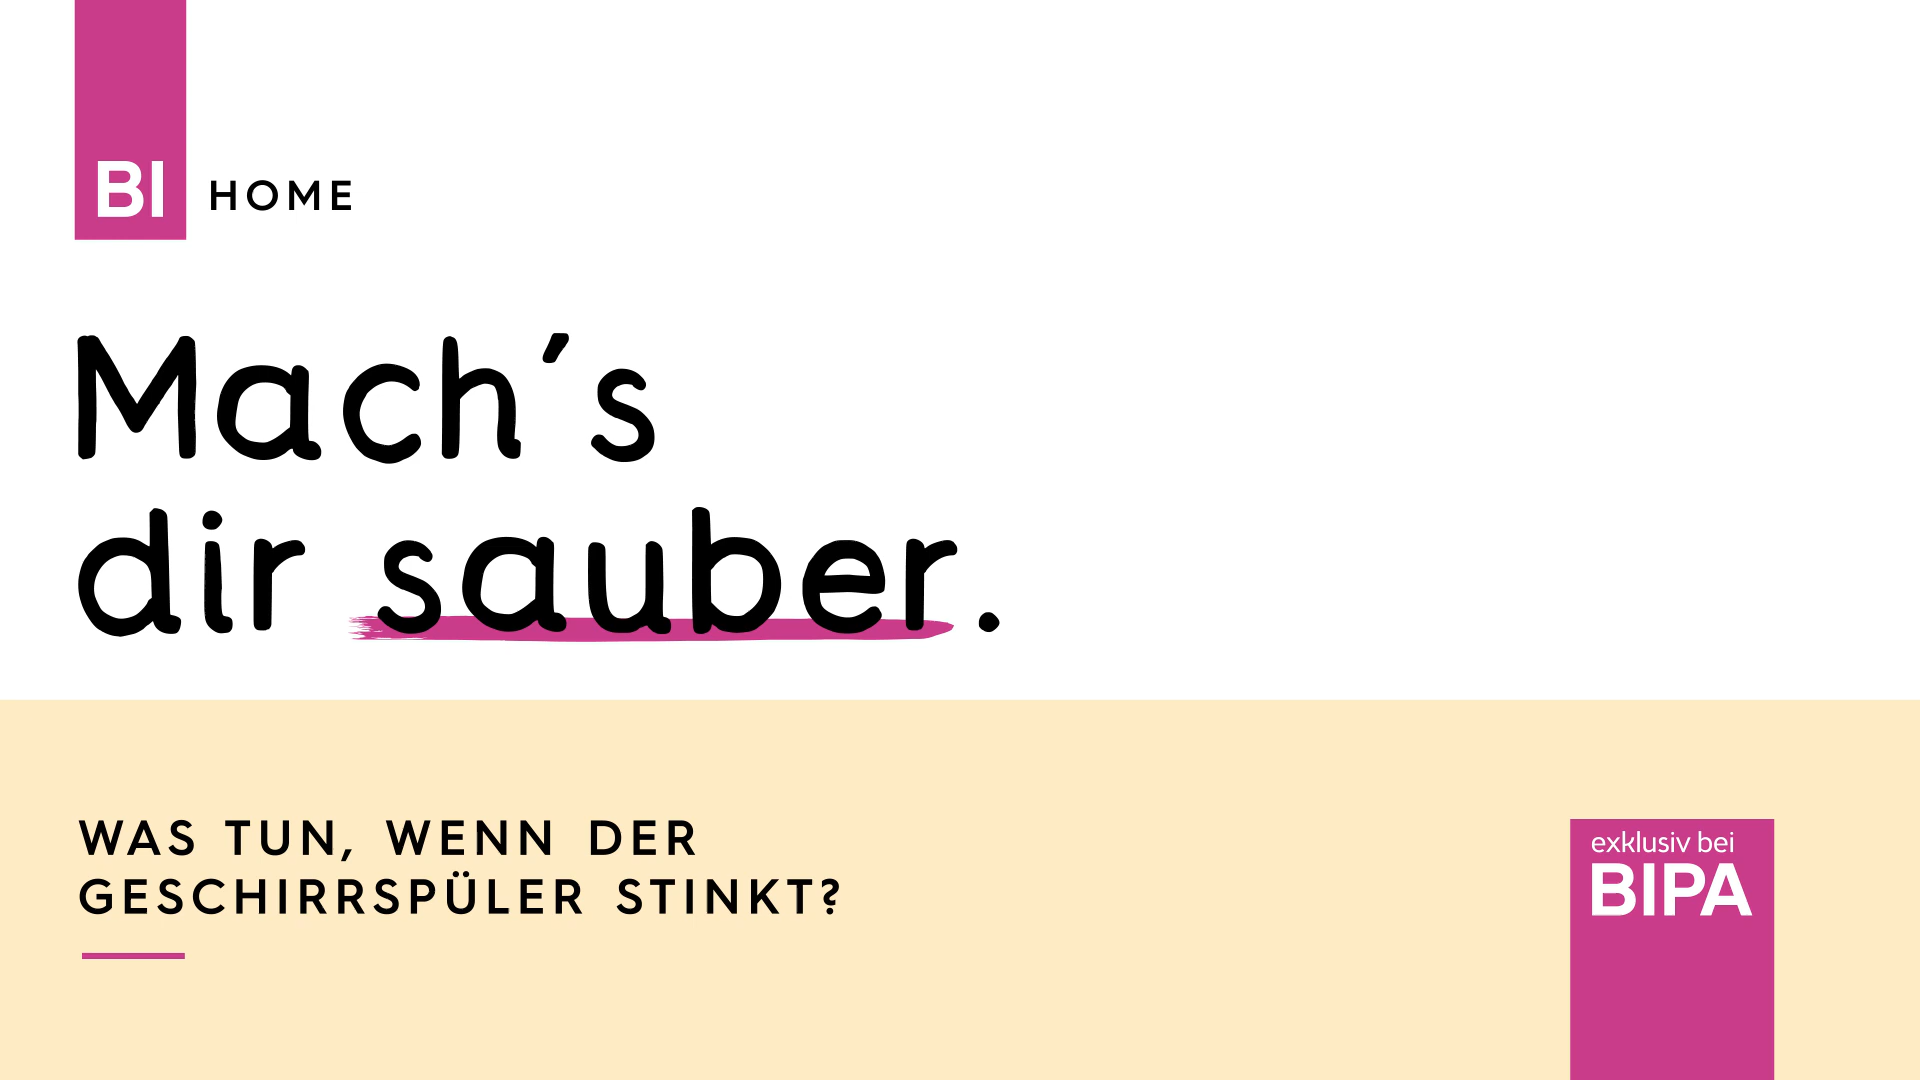 BI HOME
Mach´s
dir sauber.
WAS TUN, WENN DER
GESCHIRRSPÜLER STINKT?
exklusiv bei
BIPA